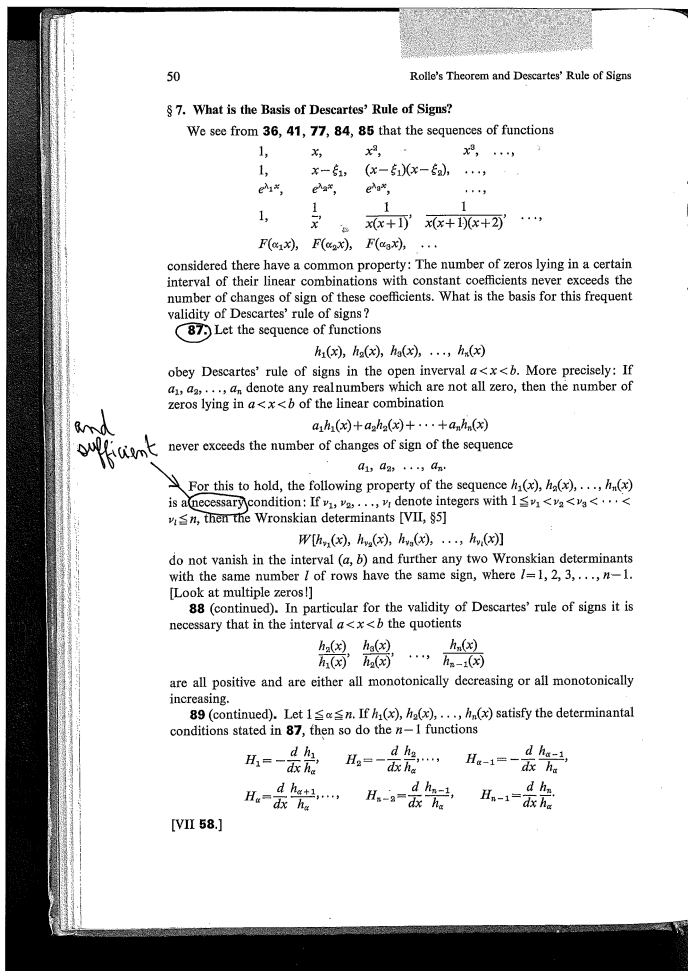 50 Rolle's Theorem and Descartes' Rule of Signs
§ 7. What is the Basis of Descartes' Rule of Signs?
We see from 36, 41, 77, 84, 85 that the sequences of functions
1, x, x², x³, ...,
1, x−ξ₁, (x−ξ₁)(x−ξ₂), ...,
e^{λ₁x}, e^{λ₂x}, e^{λ₃x}, ...,
1, 1/x, 1/x(x+1), 1/x(x+1)(x+2), ...,
F(α₁x), F(α₂x), F(α₃x), ...
considered there have a common property: The number of zeros lying in a certain
interval of their linear combinations with constant coefficients never exceeds the
number of changes of sign of these coefficients. What is the basis for this frequent
validity of Descartes' rule of signs?
87. Let the sequence of functions
h₁(x), h₂(x), h₃(x), ..., hₙ(x)
obey Descartes' rule of signs in the open inverval a<x<b. More precisely: If
a₁, a₂, ..., aₙ denote any real numbers which are not all zero, then the number of
zeros lying in a<x<b of the linear combination
a₁h₁(x)+a₂h₂(x)+···+aₙhₙ(x)
and
sufficient
never exceeds the number of changes of sign of the sequence
a₁, a₂, ..., aₙ.
For this to hold, the following property of the sequence h₁(x), h₂(x), ..., hₙ(x)
is a necessary condition: If ν₁, ν₂, ..., νₗ denote integers with 1≦ν₁<ν₂<ν₃<···<
νₗ≦n, then the Wronskian determinants [VII, §5]
W[h_{ν₁}(x), h_{ν₂}(x), h_{ν₃}(x), ..., h_{νₗ}(x)]
do not vanish in the interval (a, b) and further any two Wronskian determinants
with the same number l of rows have the same sign, where l=1, 2, 3, ..., n−1.
[Look at multiple zeros!]
88 (continued). In particular for the validity of Descartes' rule of signs it is
necessary that in the interval a<x<b the quotients
h₂(x)/h₁(x), h₃(x)/h₂(x), ..., hₙ(x)/hₙ₋₁(x)
are all positive and are either all monotonically decreasing or all monotonically
increasing.
89 (continued). Let 1≦α≦n. If h₁(x), h₂(x), ..., hₙ(x) satisfy the determinantal
conditions stated in 87, then so do the n−1 functions
H₁=−d/dx h₁/h_α, H₂=−d/dx h₂/h_α, ..., H_{α−1}=−d/dx h_{α−1}/h_α,
H_α=d/dx h_{α+1}/h_α, ..., H_{n−2}=d/dx h_{n−1}/h_α, H_{n−1}=d/dx hₙ/h_α.
[VII 58.]